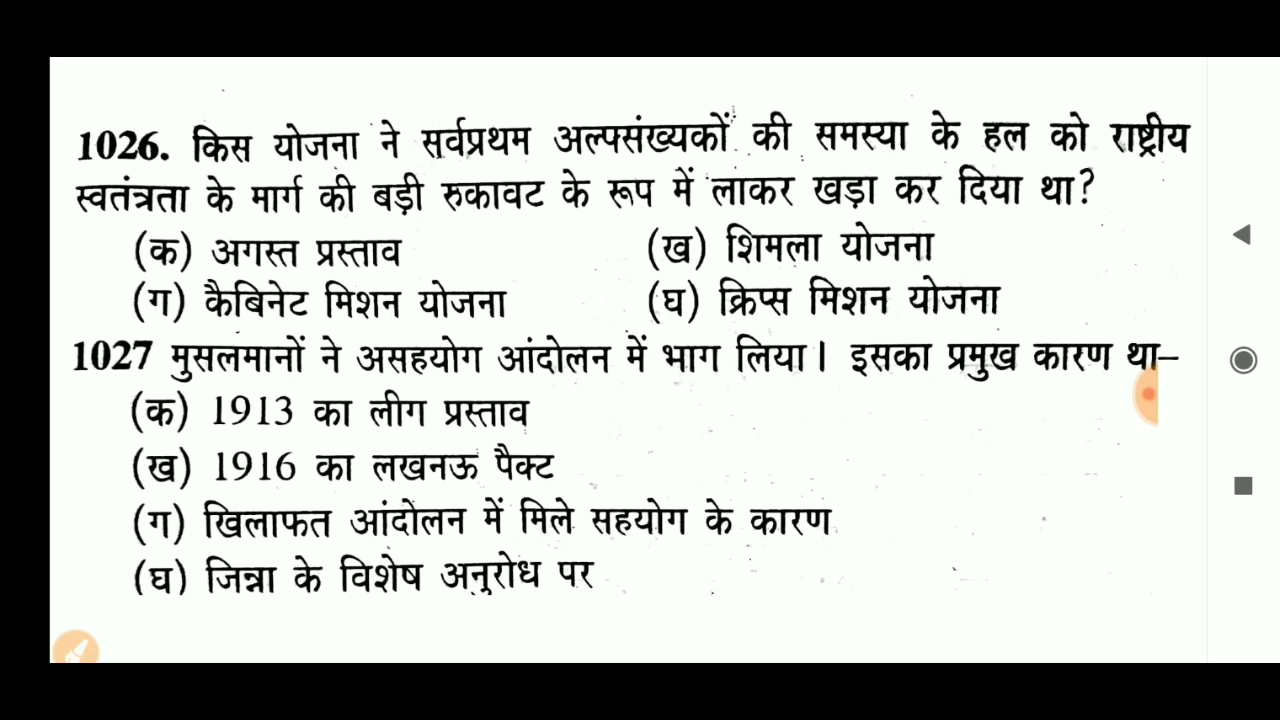 1026. किस योजना ने सर्वप्रथम अल्पसंख्यकों की समस्या के हल को राष्ट्रीय
स्वतंत्रता के मार्ग की बड़ी रुकावट के रूप में लाकर खड़ा कर दिया था?
(क) अगस्त प्रस्ताव (ख) शिमला योजना
(ग) कैबिनेट मिशन योजना (घ) क्रिप्स मिशन योजना
1027 मुसलमानों ने असहयोग आंदोलन में भाग लिया। इसका प्रमुख कारण था–
(क) 1913 का लीग प्रस्ताव
(ख) 1916 का लखनऊ पैक्ट
(ग) खिलाफत आंदोलन में मिले सहयोग के कारण
(घ) जिन्ना के विशेष अनुरोध पर